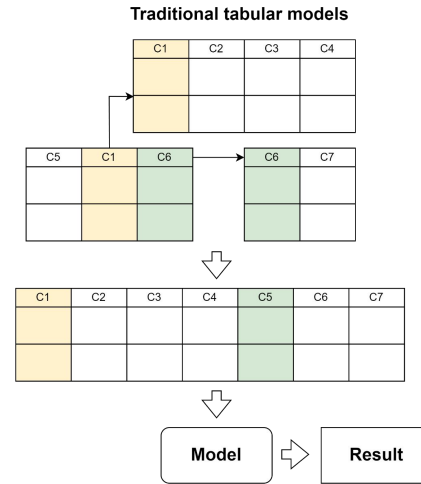 Traditional tabular models
C1 C2 C3 C4
C5 C1 C6 C6 C7
C1 C2 C3 C4 C5 C6 C7
Model Result